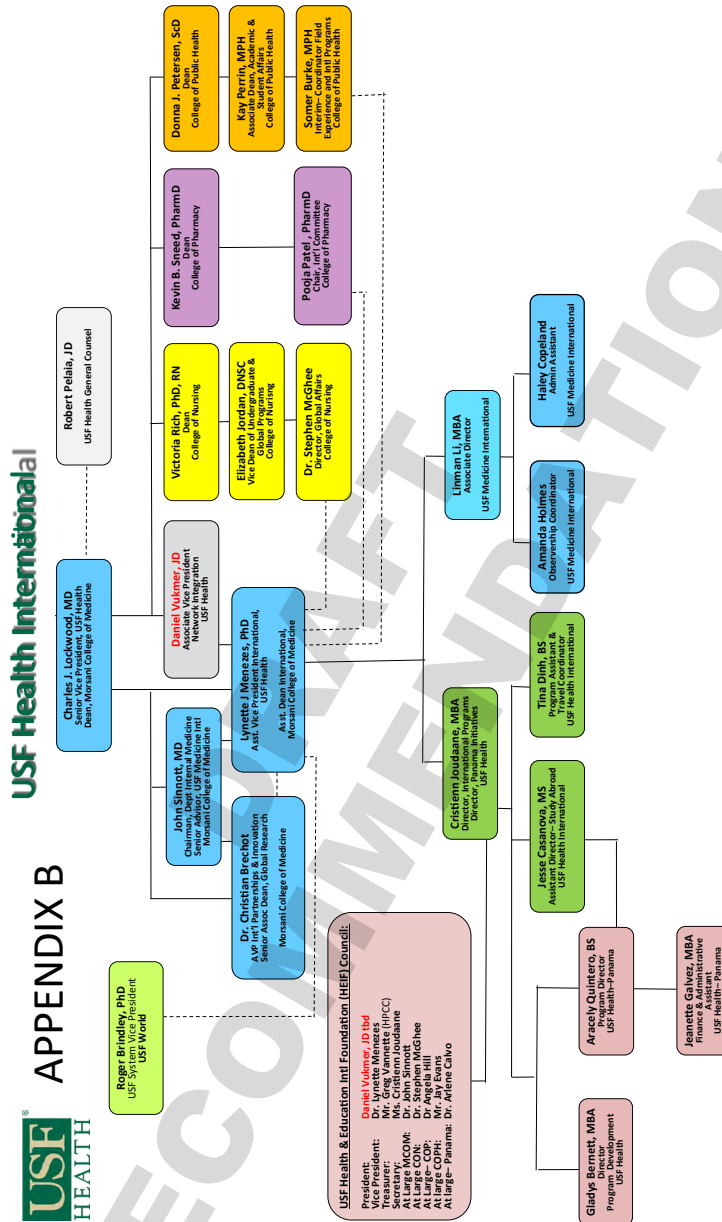 USF
®
HEALTH
APPENDIX B
USF Health International
Charles J. Lockwood, MD
Senior Vice President, USF Health
Dean, Morsani College of Medicine
Robert Pelaia, JD
USF Health General Counsel
Roger Brindley, PhD
USF System Vice President
USF World
John Sinnott, MD
Chairman, Dept Internal Medicine
Senior Advisor, USF Medicine Intl
Morsani College of Medicine
Daniel Vukmer, JD
Associate Vice President
Network Integration
USF Health
Victoria Rich, PhD, RN
Dean
College of Nursing
Kevin B. Sneed, PharmD
Dean
College of Pharmacy
Donna J. Petersen, ScD
Dean
College of Public Health
Elizabeth Jordan, DNSC
Vice Dean of Undergraduate &
Global Programs
College of Nurisng
Kay Perrin, MPH
Associate Dean, Academic &
Student Affairs
College of Public Health
Dr. Christian Brechot
AVP Int'l Partnerships & Innovation
Senior Assoc Dean, Global Research
Morsani College of Medicine
Lynette J Menezes, PhD
Asst. Vice President International,
USF Health
Asst. Dean International,
Morsani College of Medicine
Dr. Stephen McGhee
Director, Global Affairs
College of Nursing
Pooja Patel , PharmD
Chair, Int'l Committee
College of Pharmacy
Somer Burke, MPH
Interim– Coordinator Field
Experience and Intl Programs
College of Public Health
USF Health & Education Intl Foundation (HEIF) Council:
President: Daniel Vukmer, JD tbd
Vice President: Dr. Lynette Menezes
Treasurer: Mr. Greg Vannette (HPCC)
Secretary: Ms. Cristienn Joudaane
At Large MCOM: Dr. John Sinnott
At Large CON: Dr. Stephen McGhee
At Large– COP: Dr Angela Hill
At large COPH: Mr. Jay Evans
At large– Panama: Dr. Arlene Calvo
Cristienn Joudaane, MBA
Director, International Programs
Director, Panama Initiatives
USF Health
Linman Li, MBA
Associate Director
USF Medicine International
Jesse Casanova, MS
Assistant Director– Study Abroad
USF Health International
Tina Dinh, BS
Program Assistant &
Travel Coordinator
USF Health International
Amanda Holmes
Observership Coordinator
USF Medicine International
Haley Copeland
Admin Assistant
USF Medicine International
Gladys Bernett, MBA
Director
Program Development
USF Health
Aracely Quintero, BS
Program Director
USF Health–Panama
Jeanette Galvez, MBA
Finance & Administrative
Assistant
USF Health– Panama
DRAFT
RECOMMENDATION